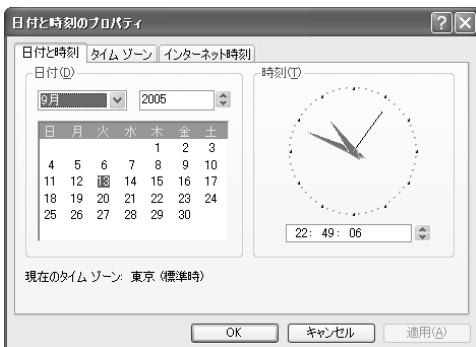 日付と時刻のプロパティ
日付と時刻 タイム ゾーン インターネット時刻
日付(D)
9月 2005
日 月 火 水 木 金 土
1 2 3
4 5 6 7 8 9 10
11 12 13 14 15 16 17
18 19 20 21 22 23 24
25 26 27 28 29 30
時刻(T)
22: 49: 06
現在のタイム ゾーン: 東京 (標準時)
OK キャンセル 適用(A)